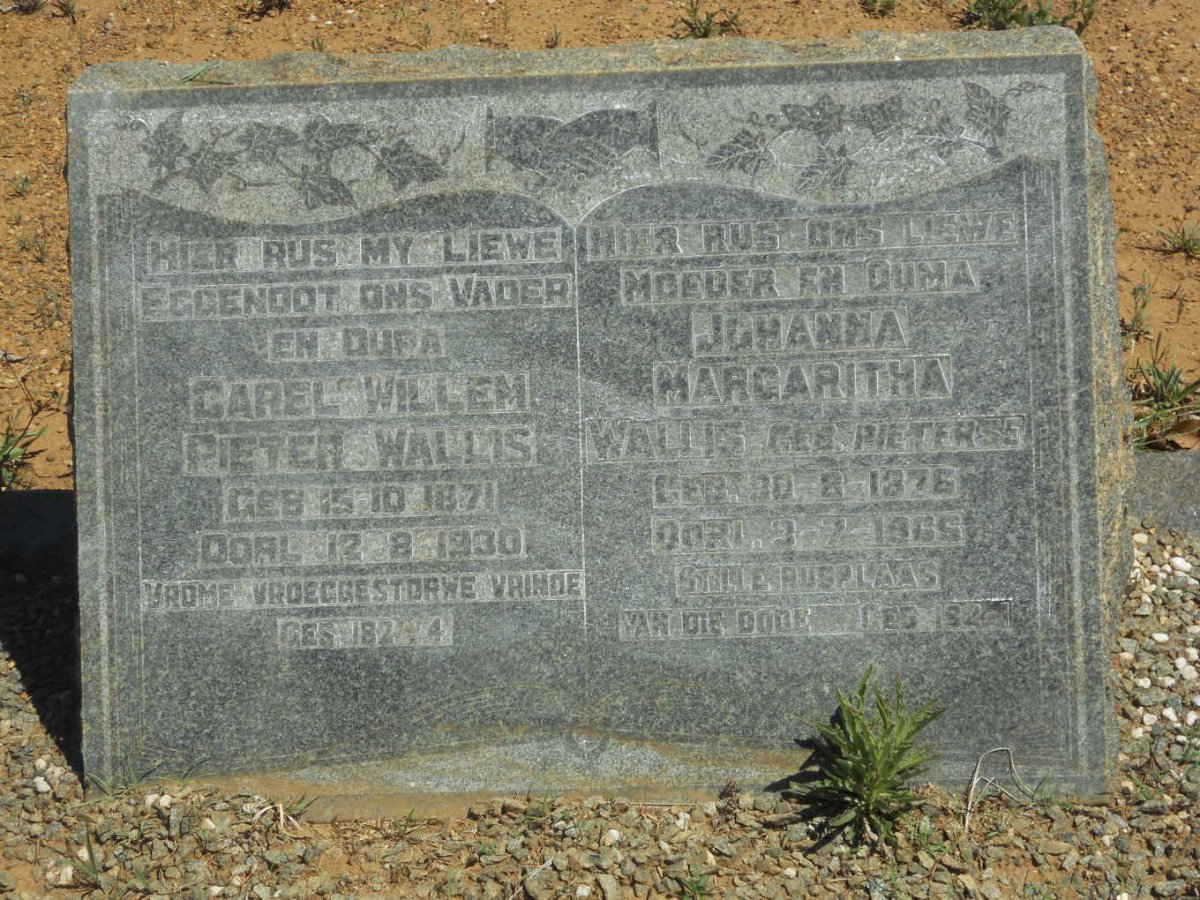 HIER RUS MY LIEWE
EGGENOOT ONS VADER
EN OUPA
CAREL WILLEM
PIETER WALLIS
GEB 15 10 1871
OORL 12 8 1930
VROME VROEGGESTORWE VRINDE
GES 182 4
HIER RUS ONS LIEWE
MOEDER EN OUMA
JOHANNA
MARGARITHA
WALLIS GEB. PIETERSE
GEB. 30-8-1876
OORL. 3-7-1965
STILLE RUSPLAAS
VAN DIE DODE GES